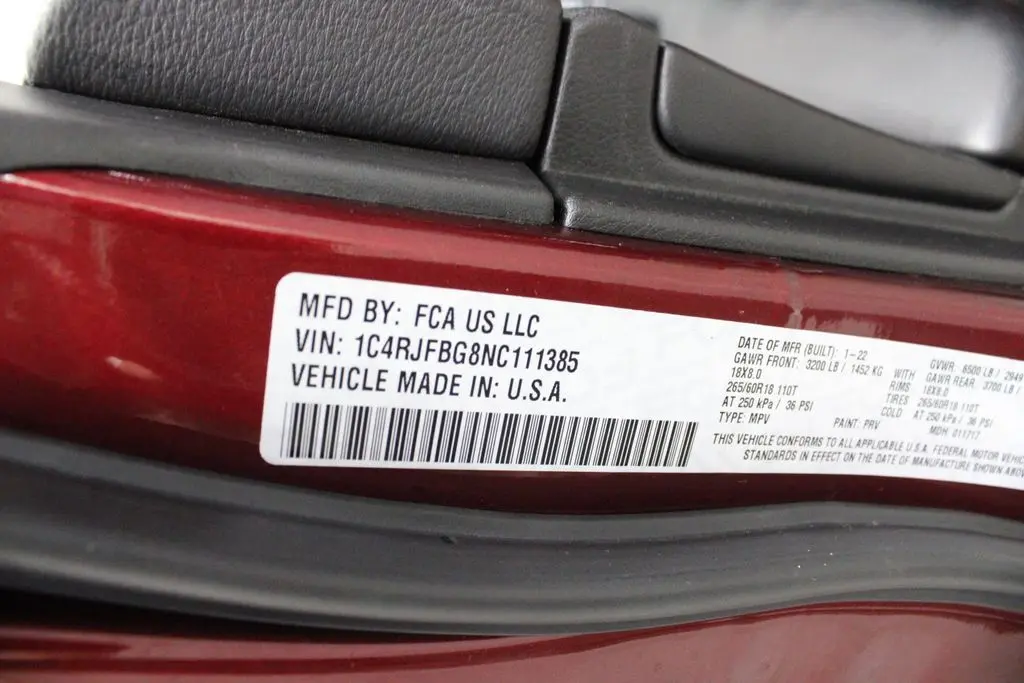 MFD BY: FCA US LLC
VIN: 1C4RJFBG8NC111385
VEHICLE MADE IN: U.S.A.
DATE OF MFR (BUILT): 1-22 GVWR: 6500 LB / 2949
GAWR FRONT: 3200 LB / 1452 KG WITH GAWR REAR: 3700 LB /
18X8.0 RIMS 18X8.0
265/60R18 110T TIRES 265/60R18 110T
AT 250 kPa / 36 PSI COLD AT 250 kPa / 36 PSI
TYPE: MPV PAINT: PRV MDH: 011717
THIS VEHICLE CONFORMS TO ALL APPLICABLE U.S.A. FEDERAL MOTOR VEHIC
STANDARDS IN EFFECT ON THE DATE OF MANUFACTURE SHOWN ABOV